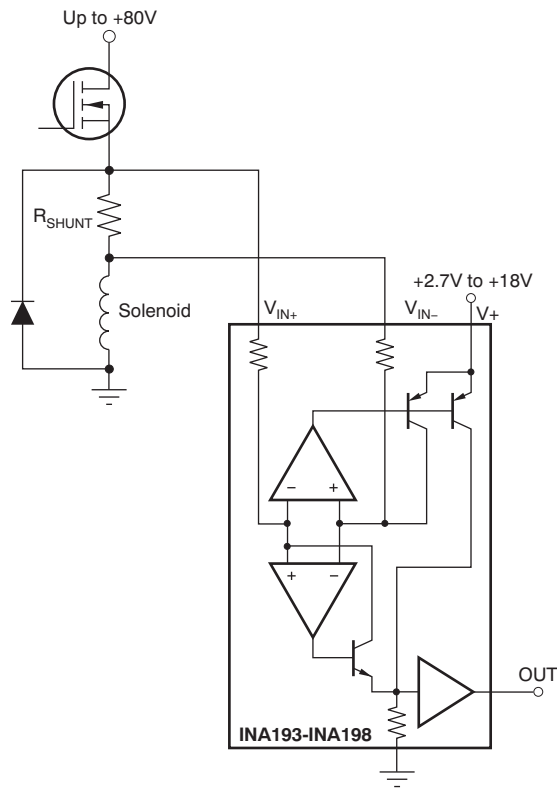 Up to +80V
R_SHUNT
Solenoid
V_IN+
V_IN−
+2.7V to +18V
V+
−
+
+
−
OUT
INA193-INA198